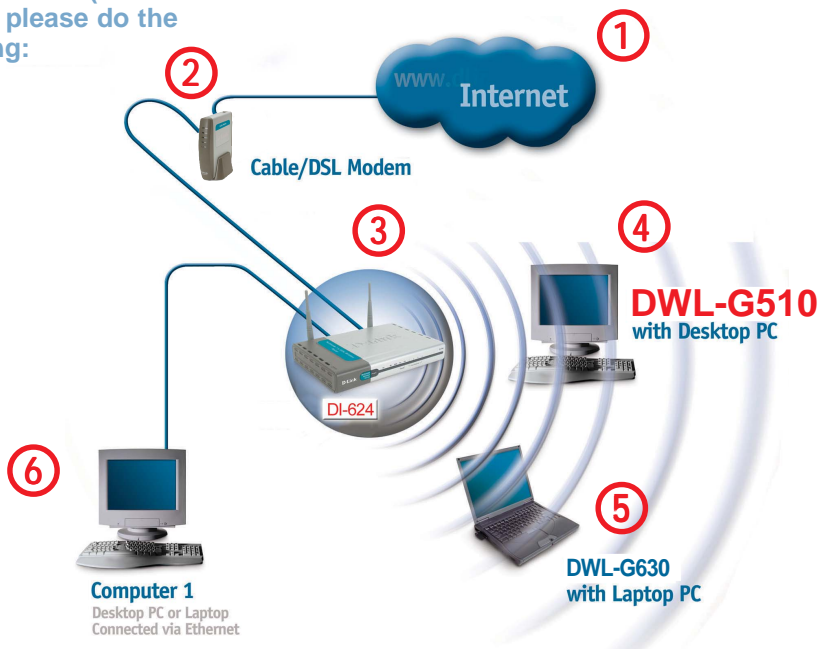 please do the
ng:
1
2
www.
Internet
Cable/DSL Modem
3
4
DWL-G510
with Desktop PC
D-Link
DI-624
6
5
DWL-G630
with Laptop PC
Computer 1
Desktop PC or Laptop
Connected via Ethernet